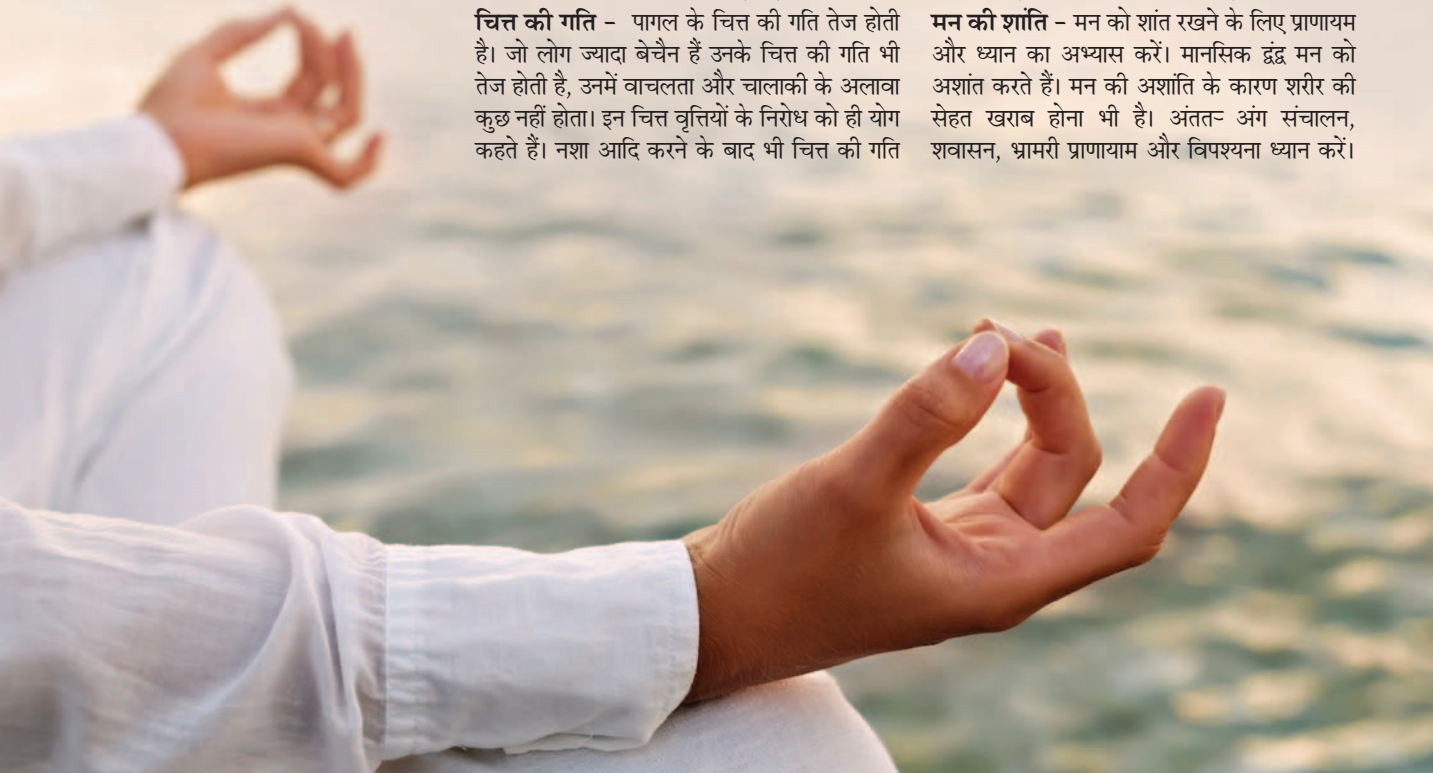 चित्त की गति – पागल के चित्त की गति तेज होती
है। जो लोग ज्यादा बेचैन हैं उनके चित्त की गति भी
तेज होती है, उनमें वाचलता और चालाकी के अलावा
कुछ नहीं होता। इन चित्त वृत्तियों के निरोध को ही योग
कहते हैं। नशा आदि करने के बाद भी चित्त की गति
मन की शांति – मन को शांत रखने के लिए प्राणायम
और ध्यान का अभ्यास करें। मानसिक द्वंद्व मन को
अशांत करते हैं। मन की अशांति के कारण शरीर की
सेहत खराब होना भी है। अंग संचालन,
शवासन, भ्रामरी प्राणायाम और विपश्यना ध्यान करें।